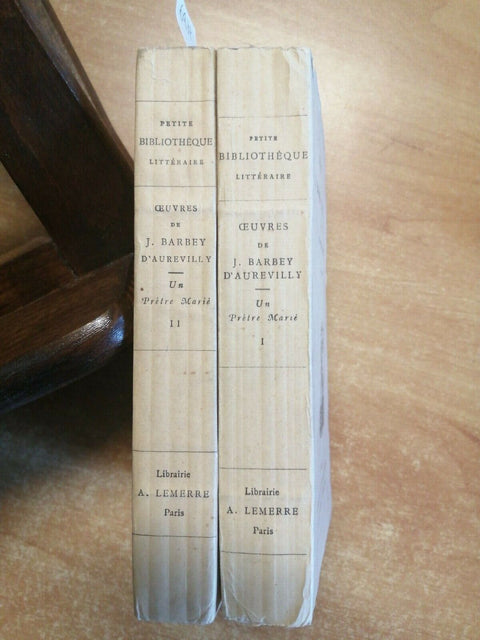 PETITE
BIBLIOTHÈQUE
LITTÉRAIRE
ŒUVRES
DE
J. BARBEY
D'AUREVILLY
Un
Prêtre Marié
II
Librairie
A. LEMERRE
Paris
PETITE
BIBLIOTHÈQUE
LITTÉRAIRE
ŒUVRES
DE
J. BARBEY
D'AUREVILLY
Un
Prêtre Marié
I
Librairie
A. LEMERRE
Paris